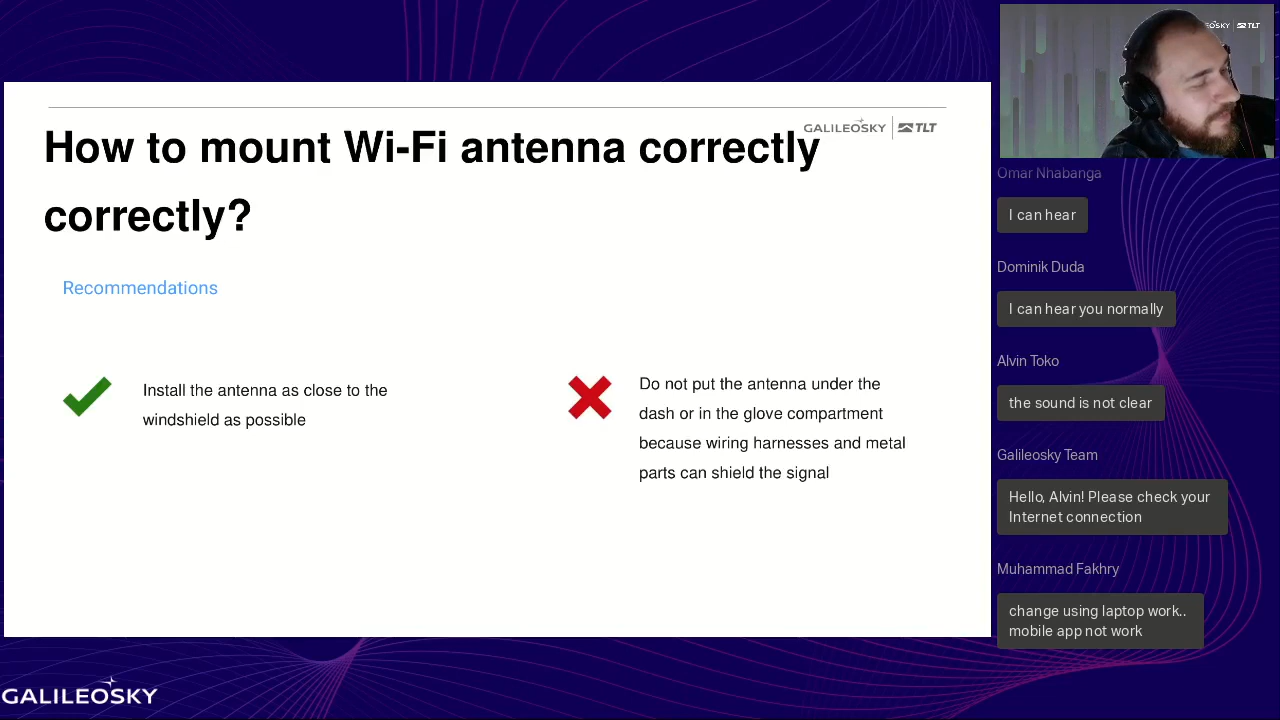 How to mount Wi-Fi antenna correctly
correctly?
GALILEOSKY TLT
Recommendations
Install the antenna as close to the
windshield as possible
Do not put the antenna under the
dash or in the glove compartment
because wiring harnesses and metal
parts can shield the signal
GALILEOSKY
OSKY TLT
Omar Nhabanga
I can hear
Dominik Duda
I can hear you normally
Alvin Toko
the sound is not clear
Galileosky Team
Hello, Alvin! Please check your
Internet connection
Muhammad Fakhry
change using laptop work..
mobile app not work